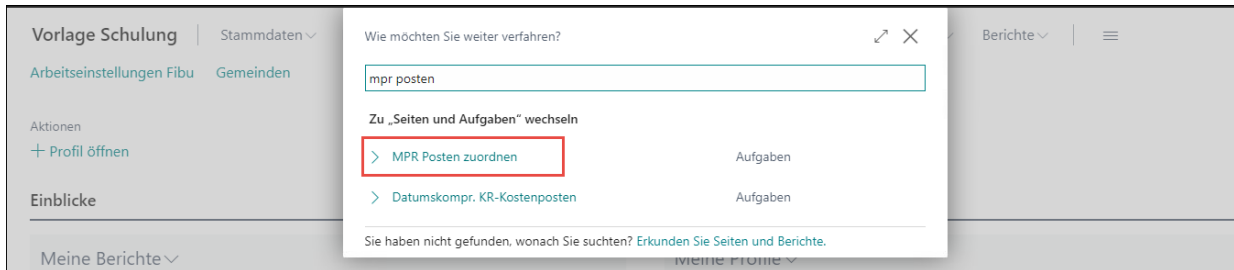 Vorlage Schulung Stammdaten Berichte
Arbeitseinstellungen Fibu Gemeinden
Aktionen
+ Profil öffnen
Einblicke
Meine Berichte Meine Profile
Wie möchten Sie weiter verfahren?
mpr posten
Zu „Seiten und Aufgaben" wechseln
MPR Posten zuordnen Aufgaben
Datumskompr. KR-Kostenposten Aufgaben
Sie haben nicht gefunden, wonach Sie suchten? Erkunden Sie Seiten und Berichte.